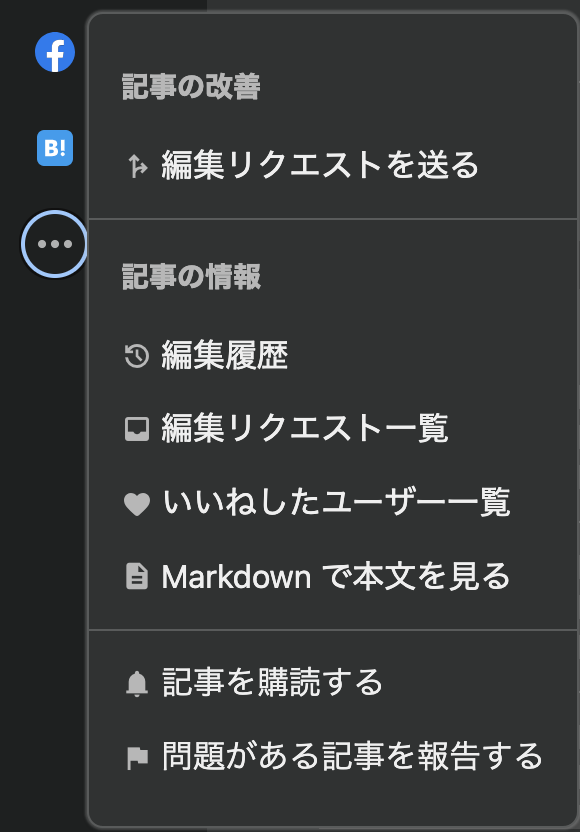 記事の改善
編集リクエストを送る
B!
記事の情報
編集履歴
編集リクエスト一覧
いいねしたユーザー一覧
Markdown で本文を見る
記事を購読する
問題がある記事を報告する